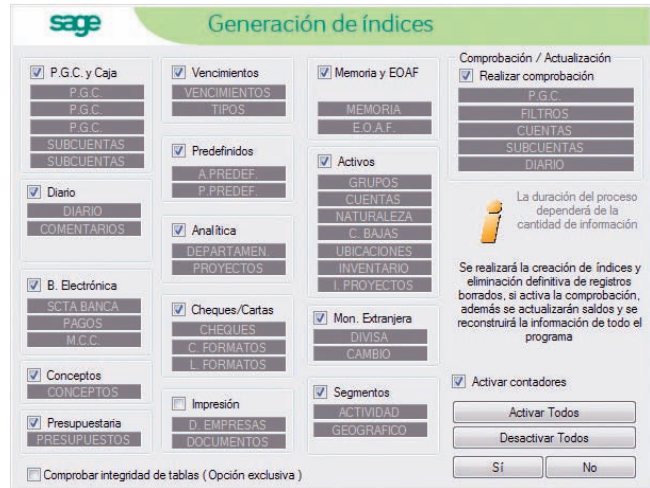 sage
Generación de índices
P.G.C. y Caja
P.G.C.
P.G.C.
P.G.C.
SUBCUENTAS
SUBCUENTAS
Diario
DIARIO
COMENTARIOS
B. Electrónica
SCTA BANCA
PAGOS
M.C.C.
Conceptos
CONCEPTOS
Presupuestaria
PRESUPUESTOS
Vencimientos
VENCIMIENTOS
TIPOS
Predefinidos
A.PREDEF.
P.PREDEF.
Analítica
DEPARTAMEN.
PROYECTOS
Cheques/Cartas
CHEQUES
C. FORMATOS
L. FORMATOS
Impresión
D. EMPRESAS
DOCUMENTOS
Memoria y EOAF
MEMORIA
E.O.A.F.
Activos
GRUPOS
CUENTAS
NATURALEZA
C. BAJAS
UBICACIONES
INVENTARIO
I. PROYECTOS
Mon. Extranjera
DIVISA
CAMBIO
Segmentos
ACTIVIDAD
GEOGRAFICO
Comprobación / Actualización
Realizar comprobación
P.G.C.
FILTROS
CUENTAS
SUBCUENTAS
DIARIO
La duración del proceso
dependerá de la
cantidad de información
Se realizará la creación de índices y
eliminación definitiva de registros
borrados, si activa la comprobación,
además se actualizarán saldos y se
reconstruirá la información de todo el
programa
Activar contadores
Activar Todos
Desactivar Todos
Sí
No
Comprobar integridad de tablas ( Opción exclusiva )